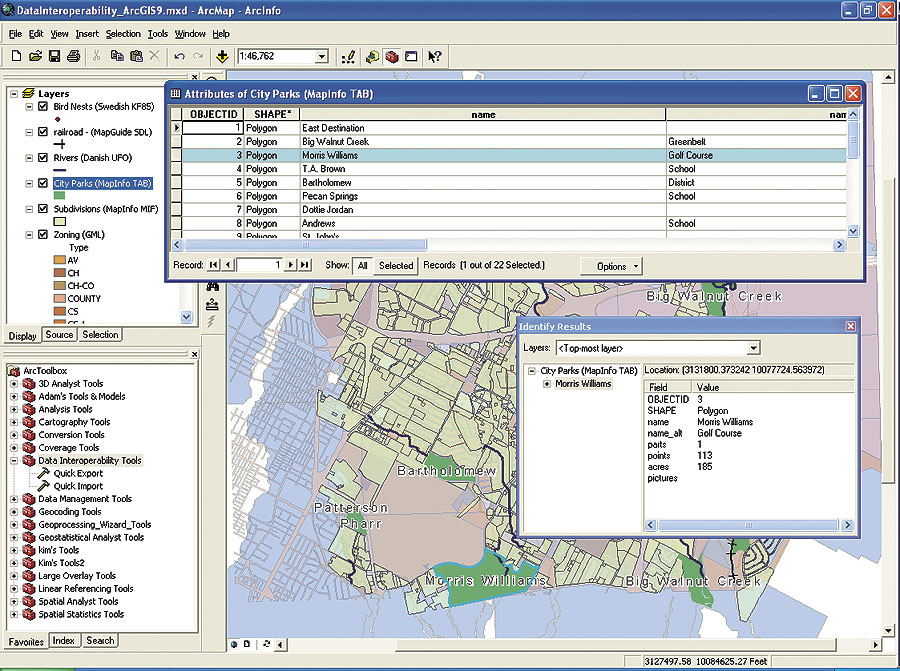 DataInteroperability_ArcGIS9.mxd - ArcMap - ArcInfo
File Edit View Insert Selection Tools Window Help
1:46,762
Layers
Bird Nests (Swedish KF85)
railroad - (MapGuide SDL)
Rivers (Danish UFO)
City Parks (MapInfo TAB)
Subdivisions (MapInfo MIF)
Zoning (GML)
Type
AV
CH
CH-CO
COUNTY
CS
Display Source Selection
Attributes of City Parks (MapInfo TAB)
OBJECTID SHAPE* name nam
1 Polygon East Destination
2 Polygon Big Walnut Creek Greenbelt
3 Polygon Morris Williams Golf Course
4 Polygon T.A. Brown School
5 Polygon Bartholomew District
6 Polygon Pecan Springs School
7 Polygon Dottie Jordan
8 Polygon Andrews School
9 Polygon St. John's
Record: 1 Show: All Selected Records (1 out of 22 Selected.) Options
ArcToolbox
3D Analyst Tools
Adam's Tools & Models
Analysis Tools
Cartography Tools
Conversion Tools
Coverage Tools
Data Interoperability Tools
Quick Export
Quick Import
Data Management Tools
Geocoding Tools
Geoprocessing_Wizard_Tools
Geostatistical Analyst Tools
Kim's Tools
Kim's Tools2
Large Overlay Tools
Linear Referencing Tools
Spatial Analyst Tools
Spatial Statistics Tools
Favorites Index Search
Big Walnut Creek
Bartholomew
Patterson
Pharr
Morris Williams
Big Walnut Creek
Identify Results
Layers: <Top-most layer>
City Parks (MapInfo TAB)
Morris Williams
Location: (3131800.373242 10077724.563972)
Field Value
OBJECTID 3
SHAPE Polygon
name Morris Williams
name_alt Golf Course
parts 1
points 113
acres 185
pictures
3127497.58 10084625.27 Feet